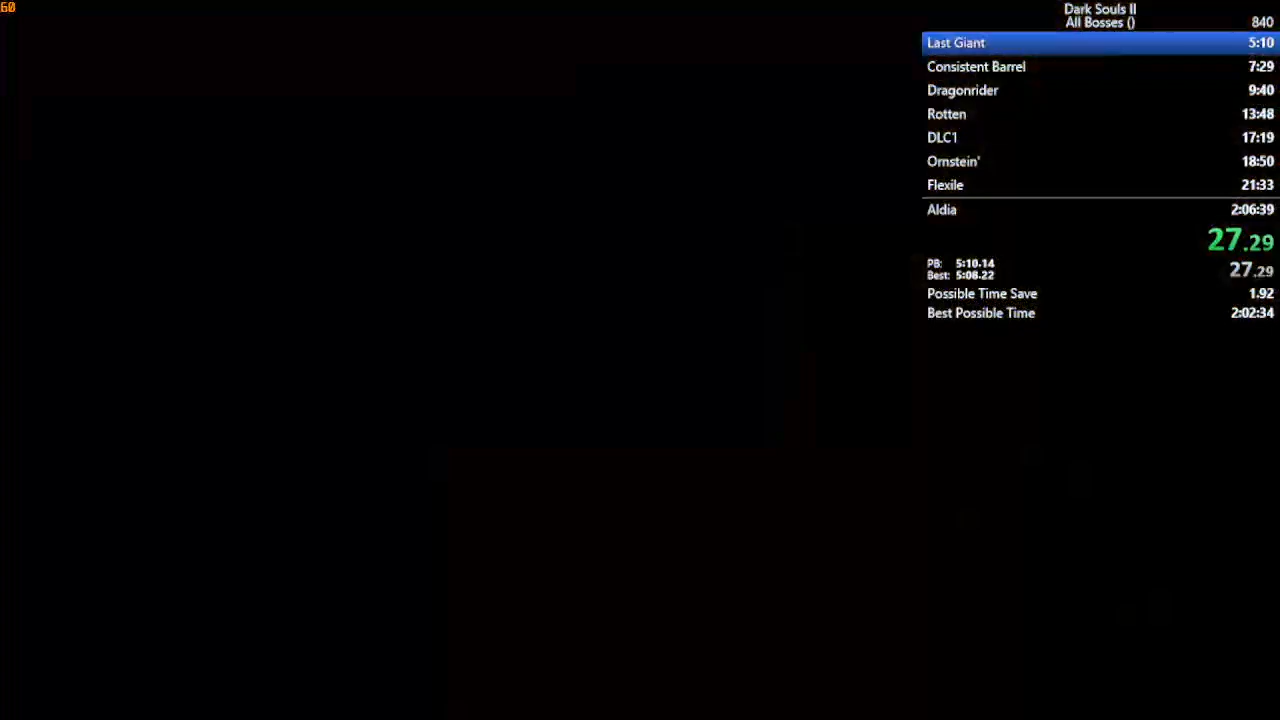 60
Dark Souls II
All Bosses ()
840
Last Giant 5:10
Consistent Barrel 7:29
Dragonrider 9:40
Rotten 13:48
DLC1 17:19
Ornstein' 18:50
Flexile 21:33
Aldia 2:06:39
27.29
PB: 5:10.14
Best: 5:08.22
27.29
Possible Time Save 1.92
Best Possible Time 2:02:34